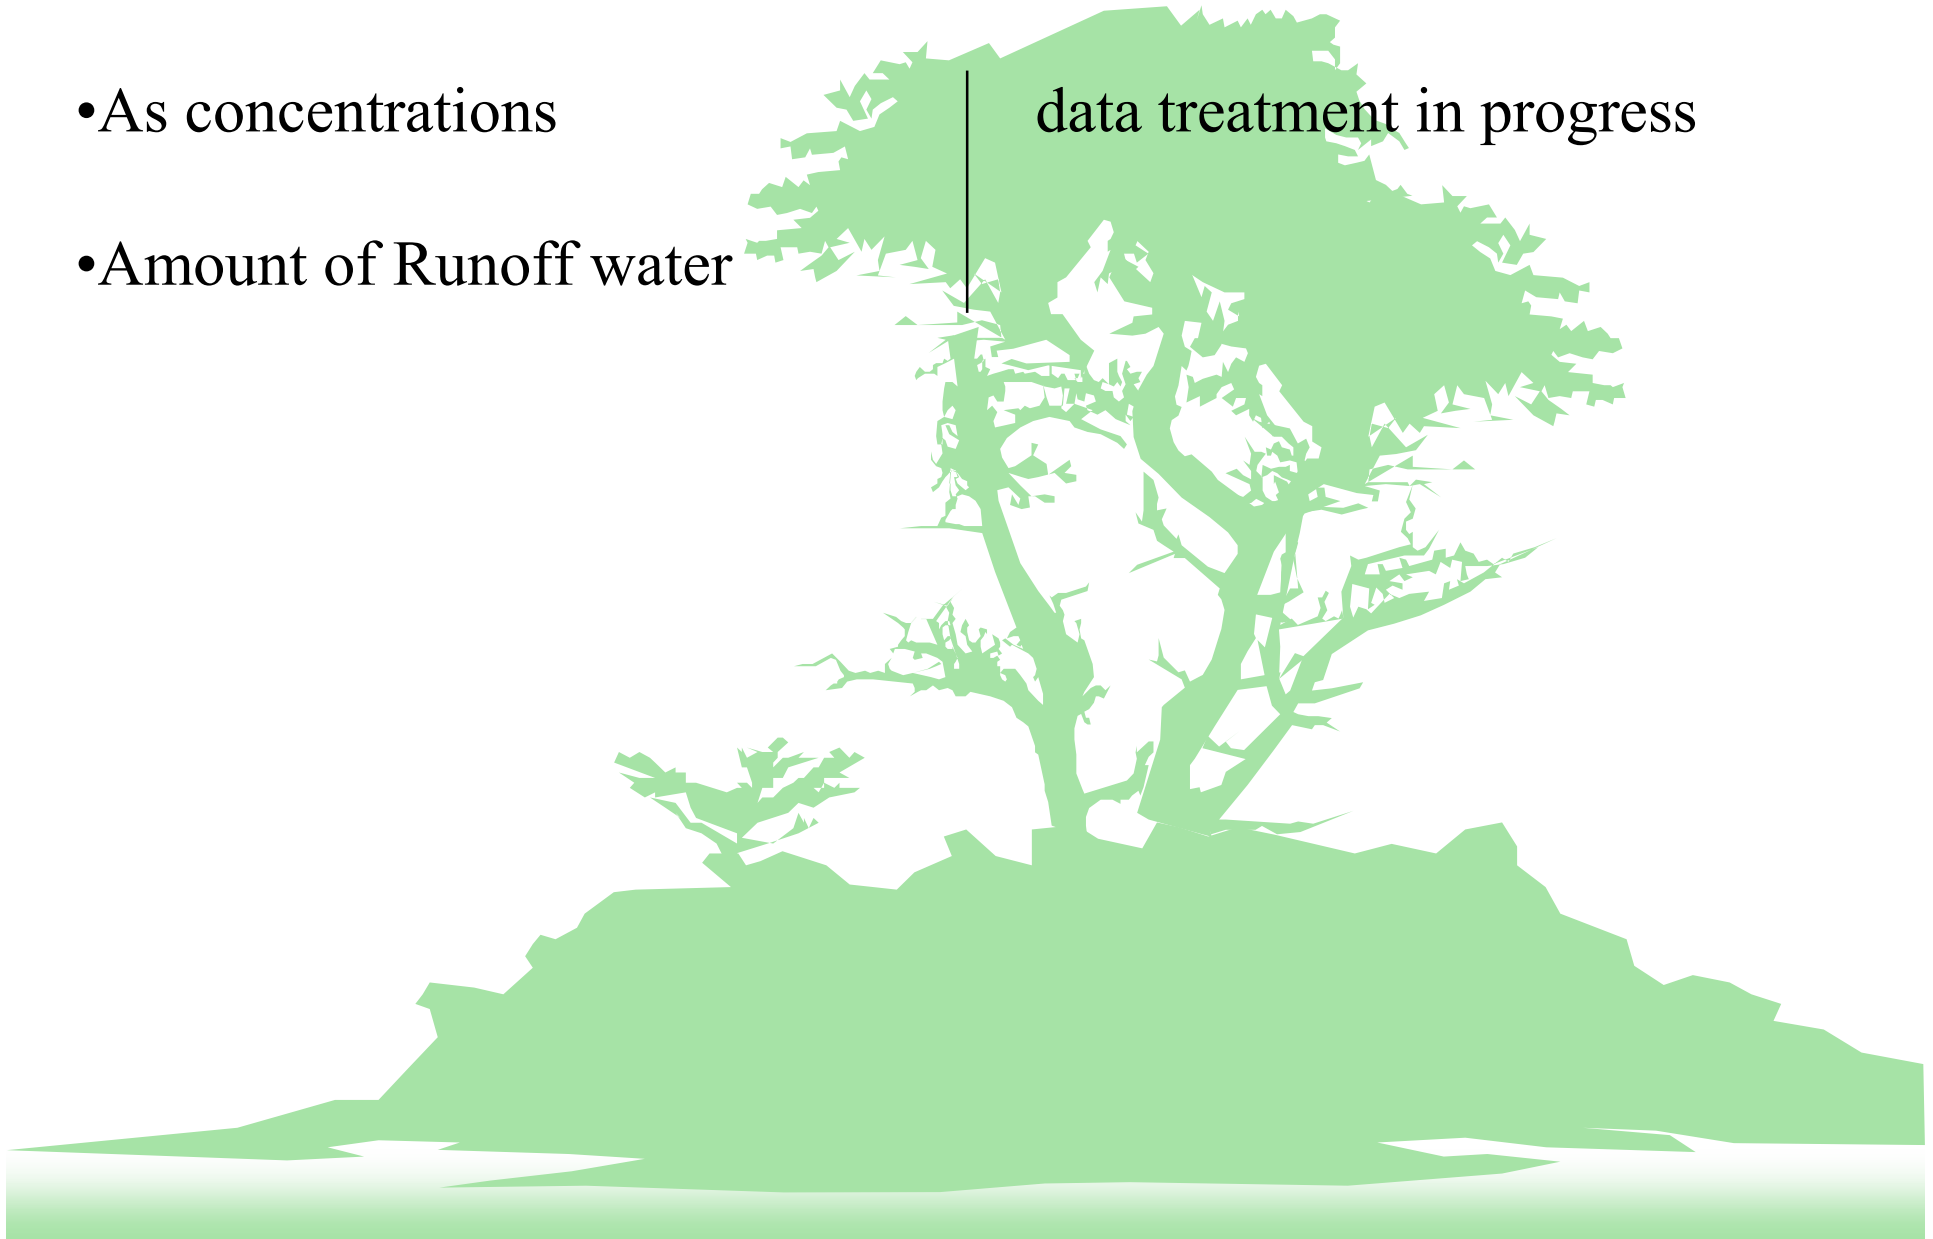 •As concentrations
data treatment in progress
•Amount of Runoff water